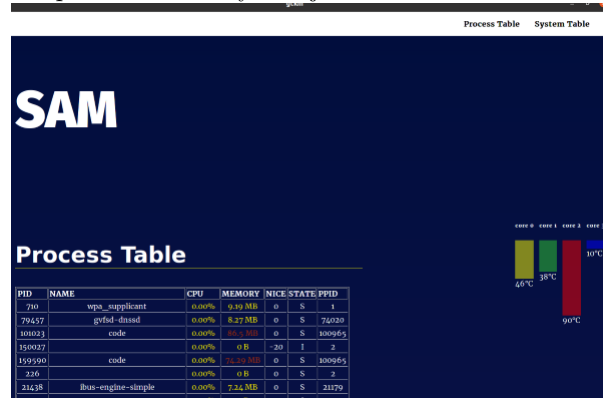 Process Table System Table
SAM
core 0 core 1 core 2 core
10°C
38°C
46°C
90°C
Process Table
PID NAME CPU MEMORY NICE STATE PPID
710 wpa_supplicant 0.00% 9.19 MB 0 S 1
79457 gvfsd-dnssd 0.00% 8.27 MB 0 S 74020
101023 code 0.00% 86.5 MB 0 S 100965
150027 0.00% 0 B -20 I 2
159590 code 0.00% 74.29 MB 0 S 100965
226 0.00% 0 B 0 S 2
21438 ibus-engine-simple 0.00% 7.24 MB 0 S 21179